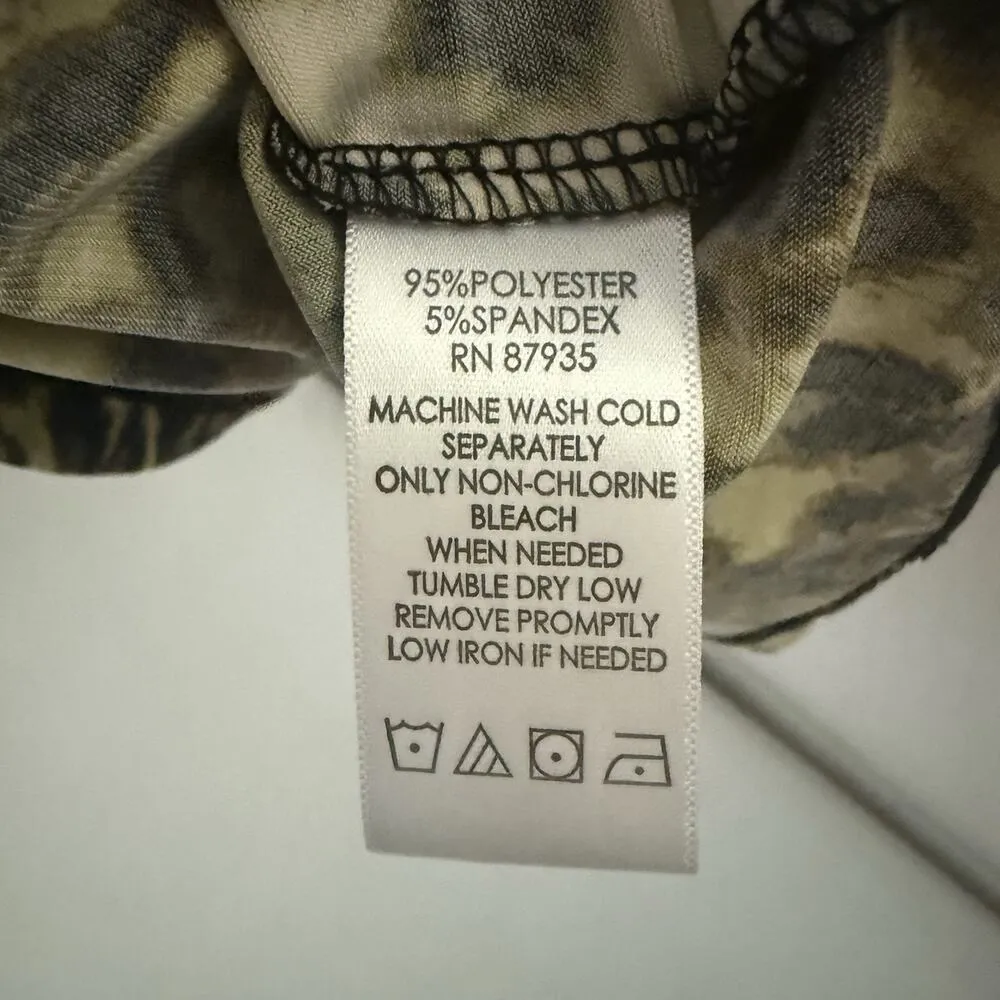 95%POLYESTER
5%SPANDEX
RN 87935
MACHINE WASH COLD
SEPARATELY
ONLY NON-CHLORINE
BLEACH
WHEN NEEDED
TUMBLE DRY LOW
REMOVE PROMPTLY
LOW IRON IF NEEDED